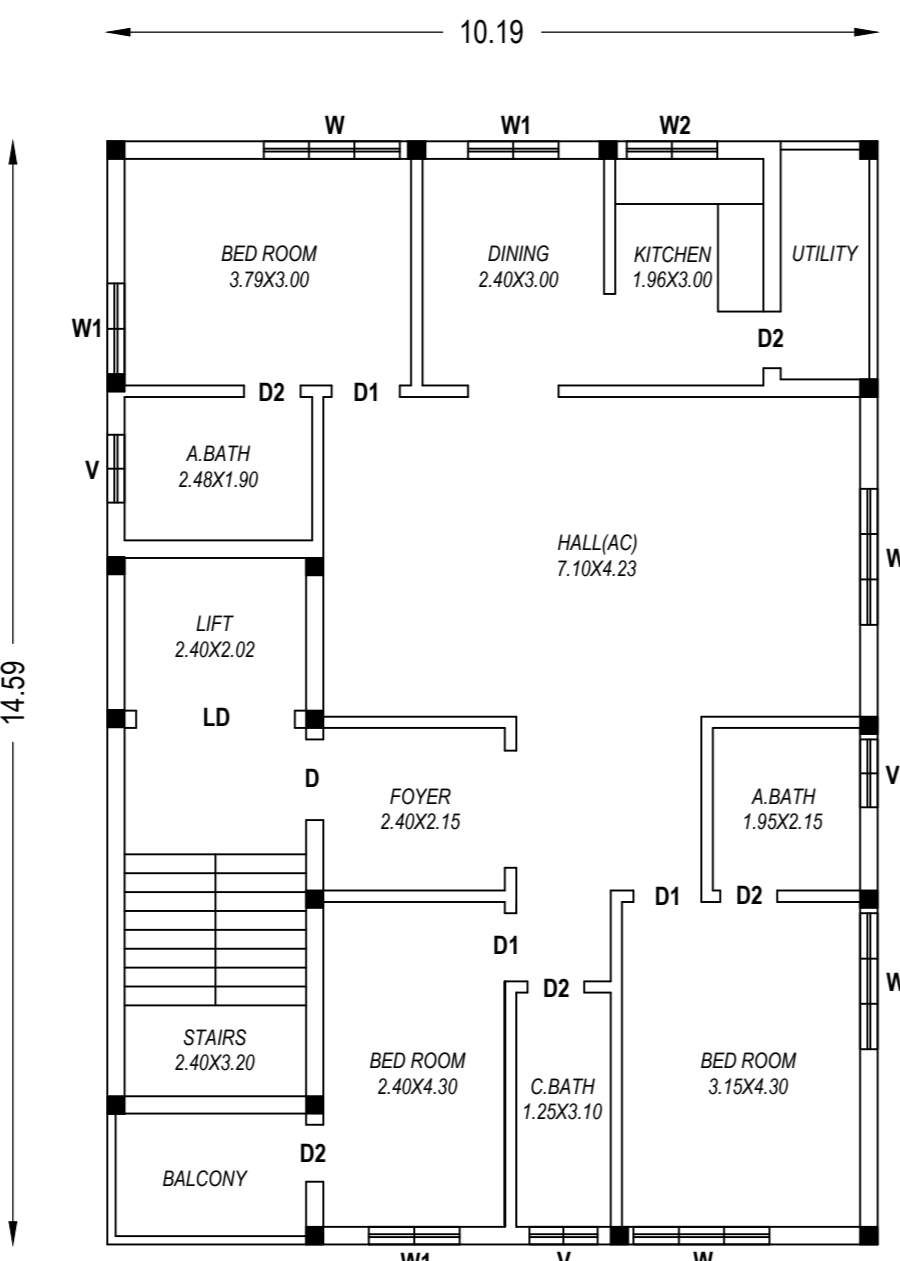 10.19
W
W1
W2
BED ROOM
3.79X3.00
DINING
2.40X3.00
KITCHEN
1.96X3.00
UTILITY
W1
D2
D2
D1
A.BATH
2.48X1.90
V
HALL(AC)
7.10X4.23
W
LIFT
2.40X2.02
14.59
LD
D
FOYER
2.40X2.15
A.BATH
1.95X2.15
V
D1
D2
D1
W
D2
STAIRS
2.40X3.20
BED ROOM
2.40X4.30
C.BATH
1.25X3.10
BED ROOM
3.15X4.30
D2
BALCONY
W1
V
W